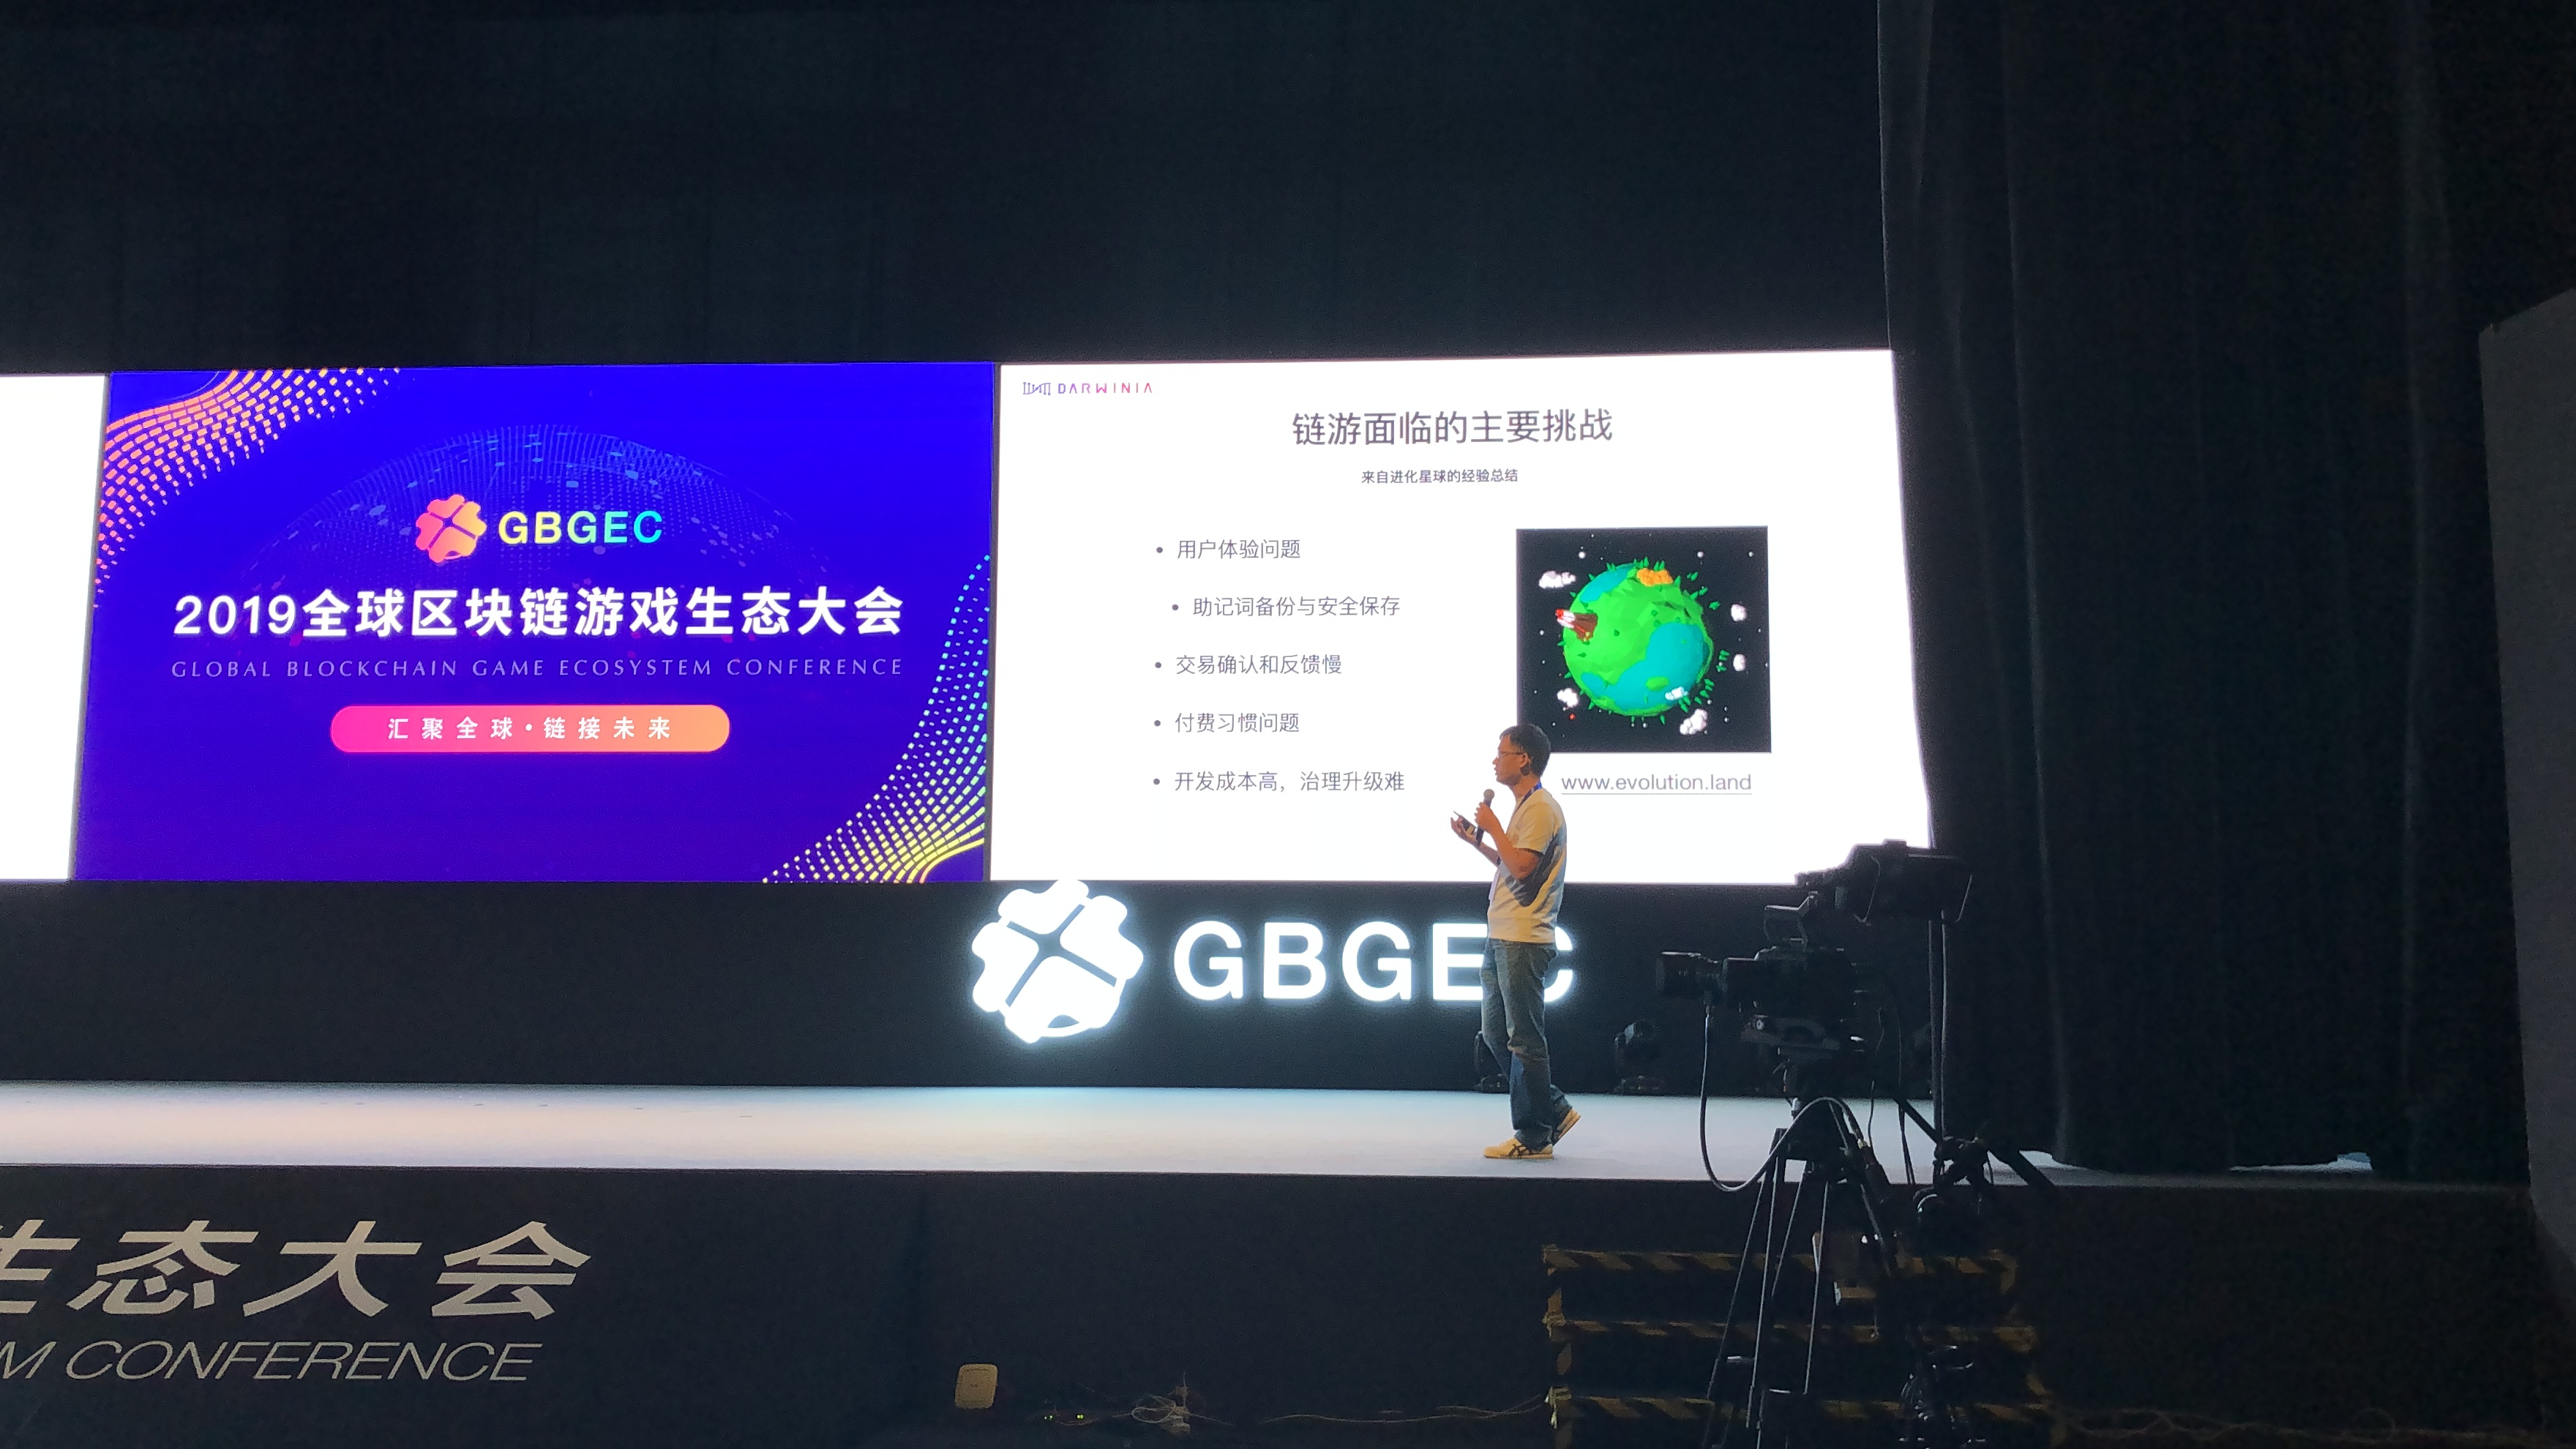 GBGEC
2019全球区块链游戏生态大会
GLOBAL BLOCKCHAIN GAME ECOSYSTEM CONFERENCE
汇聚全球·链接未来
DARWINIA
链游面临的主要挑战
来自进化星球的经验总结
• 用户体验问题
• 助记词备份与安全保存
• 交易确认和反馈慢
• 付费习惯问题
• 开发成本高，治理升级难
www.evolution.land
GBGEC
生态大会
M CONFERENCE